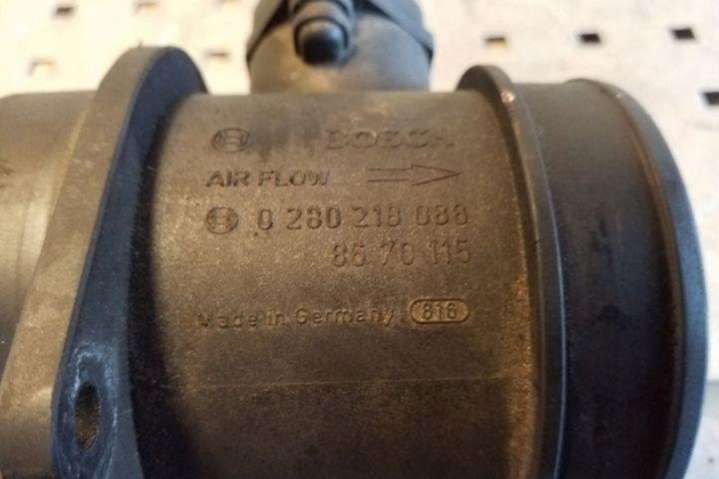 BOSCH
AIR FLOW
0 280 218 088
86 70 115
Made in Germany 816